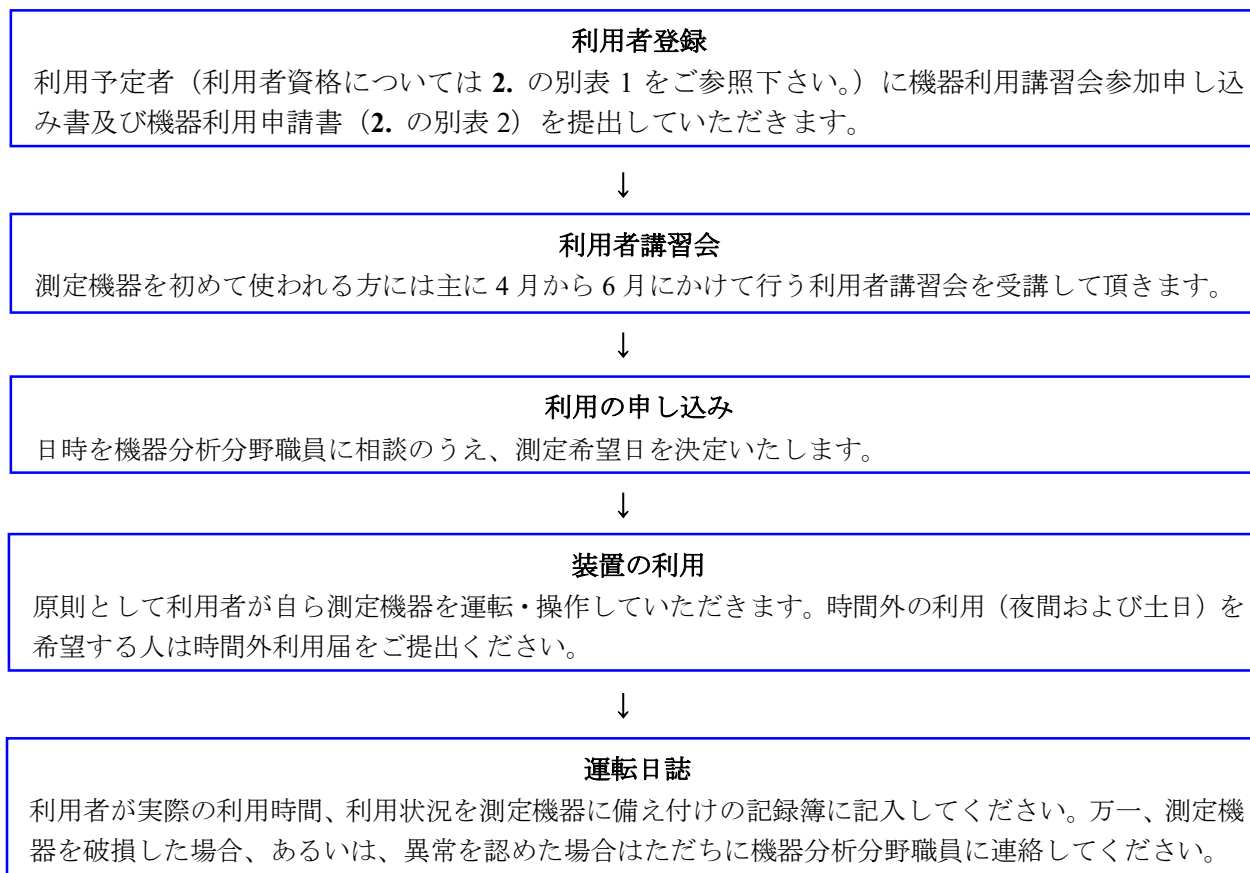 利用者登録
利用予定者（利用者資格については 2. の別表 1 をご参照下さい。）に機器利用講習会参加申し込
み書及び機器利用申請書（2. の別表 2）を提出していただきます。
↓
利用者講習会
測定機器を初めて使われる方には主に 4 月から 6 月にかけて行う利用者講習会を受講して頂きます。
↓
利用の申し込み
日時を機器分析分野職員に相談のうえ、測定希望日を決定いたします。
↓
装置の利用
原則として利用者が自ら測定機器を運転・操作していただきます。時間外の利用（夜間および土日）を
希望する人は時間外利用届をご提出ください。
↓
運転日誌
利用者が実際の利用時間、利用状況を測定機器に備え付けの記録簿に記入してください。万一、測定機
器を破損した場合、あるいは、異常を認めた場合はただちに機器分析分野職員に連絡してください。